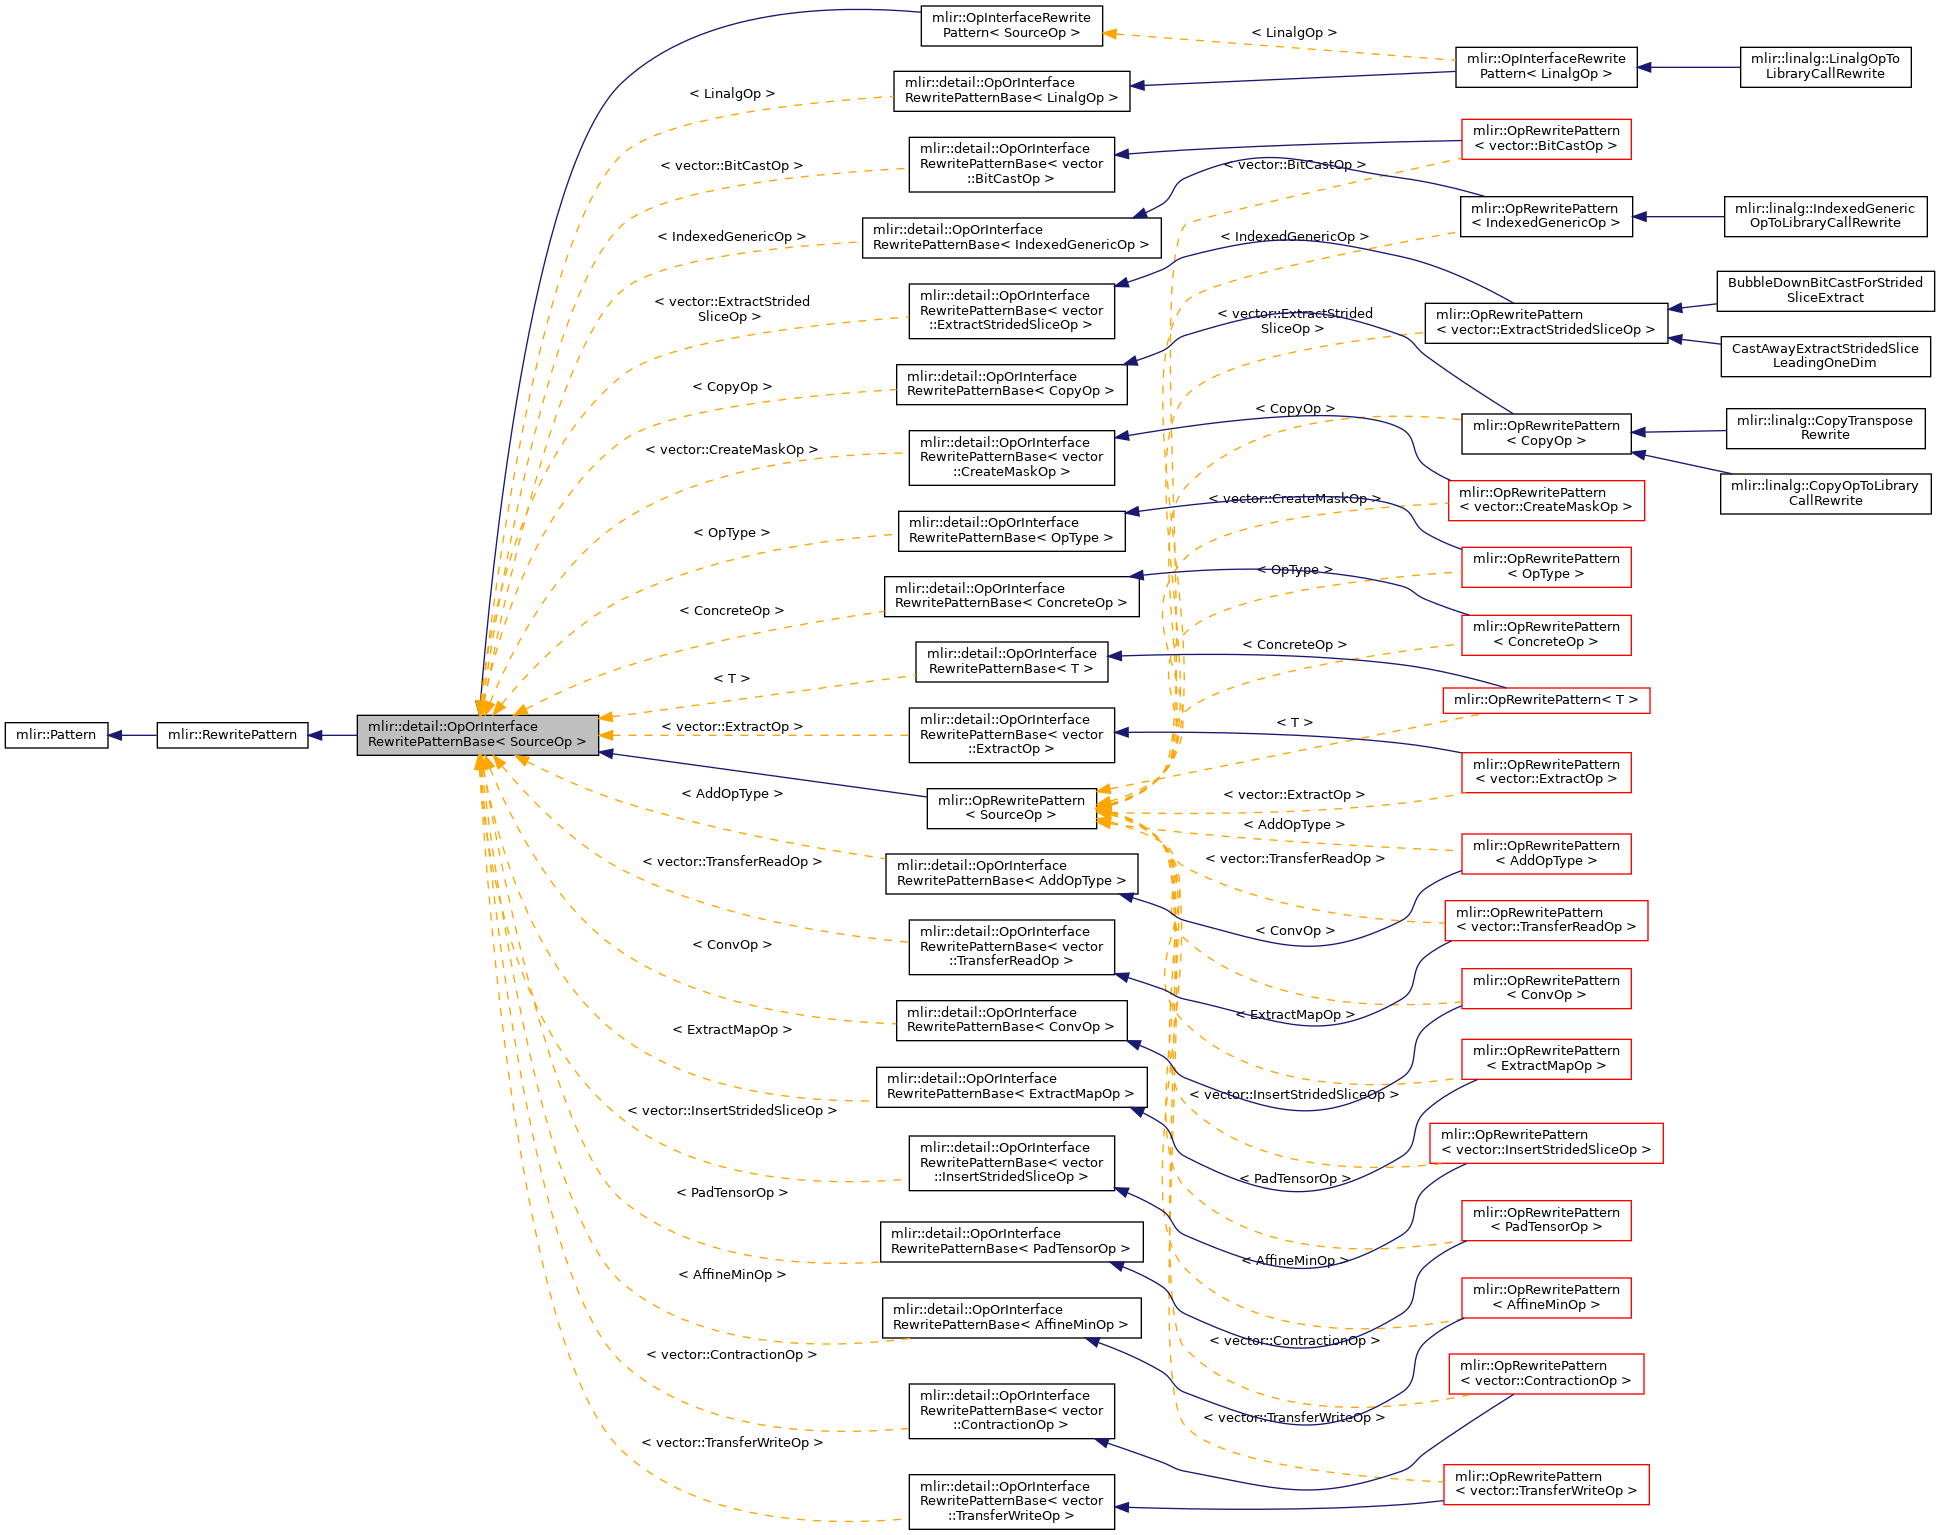 mlir::Pattern
mlir::RewritePattern
mlir::detail::OpOrInterface
RewritePatternBase< SourceOp >
< LinalgOp >
< vector::BitCastOp >
< IndexedGenericOp >
< vector::ExtractStrided
SliceOp >
< CopyOp >
< vector::CreateMaskOp >
< OpType >
< ConcreteOp >
< T >
< vector::ExtractOp >
< AddOpType >
< vector::TransferReadOp >
< ConvOp >
< ExtractMapOp >
< vector::InsertStridedSliceOp >
< PadTensorOp >
< AffineMinOp >
< vector::ContractionOp >
< vector::TransferWriteOp >
mlir::OpInterfaceRewrite
Pattern< SourceOp >
mlir::detail::OpOrInterface
RewritePatternBase< LinalgOp >
mlir::detail::OpOrInterface
RewritePatternBase< vector
::BitCastOp >
mlir::detail::OpOrInterface
RewritePatternBase< IndexedGenericOp >
mlir::detail::OpOrInterface
RewritePatternBase< vector
::ExtractStridedSliceOp >
mlir::detail::OpOrInterface
RewritePatternBase< CopyOp >
mlir::detail::OpOrInterface
RewritePatternBase< vector
::CreateMaskOp >
mlir::detail::OpOrInterface
RewritePatternBase< OpType >
mlir::detail::OpOrInterface
RewritePatternBase< ConcreteOp >
mlir::detail::OpOrInterface
RewritePatternBase< T >
mlir::detail::OpOrInterface
RewritePatternBase< vector
::ExtractOp >
mlir::OpRewritePattern
< SourceOp >
mlir::detail::OpOrInterface
RewritePatternBase< AddOpType >
mlir::detail::OpOrInterface
RewritePatternBase< vector
::TransferReadOp >
mlir::detail::OpOrInterface
RewritePatternBase< ConvOp >
mlir::detail::OpOrInterface
RewritePatternBase< ExtractMapOp >
mlir::detail::OpOrInterface
RewritePatternBase< vector
::InsertStridedSliceOp >
mlir::detail::OpOrInterface
RewritePatternBase< PadTensorOp >
mlir::detail::OpOrInterface
RewritePatternBase< AffineMinOp >
mlir::detail::OpOrInterface
RewritePatternBase< vector
::ContractionOp >
mlir::detail::OpOrInterface
RewritePatternBase< vector
::TransferWriteOp >
< LinalgOp >
< vector::BitCastOp >
< IndexedGenericOp >
< vector::ExtractStrided
SliceOp >
< CopyOp >
< vector::CreateMaskOp >
< OpType >
< ConcreteOp >
< T >
< vector::ExtractOp >
< AddOpType >
< vector::TransferReadOp >
< ConvOp >
< ExtractMapOp >
< vector::InsertStridedSliceOp >
< PadTensorOp >
< AffineMinOp >
< vector::ContractionOp >
< vector::TransferWriteOp >
mlir::OpInterfaceRewrite
Pattern< LinalgOp >
mlir::OpRewritePattern
< vector::BitCastOp >
mlir::OpRewritePattern
< IndexedGenericOp >
mlir::OpRewritePattern
< vector::ExtractStridedSliceOp >
mlir::OpRewritePattern
< CopyOp >
mlir::OpRewritePattern
< vector::CreateMaskOp >
mlir::OpRewritePattern
< OpType >
mlir::OpRewritePattern
< ConcreteOp >
mlir::OpRewritePattern< T >
mlir::OpRewritePattern
< vector::ExtractOp >
mlir::OpRewritePattern
< AddOpType >
mlir::OpRewritePattern
< vector::TransferReadOp >
mlir::OpRewritePattern
< ConvOp >
mlir::OpRewritePattern
< ExtractMapOp >
mlir::OpRewritePattern
< vector::InsertStridedSliceOp >
mlir::OpRewritePattern
< PadTensorOp >
mlir::OpRewritePattern
< AffineMinOp >
mlir::OpRewritePattern
< vector::ContractionOp >
mlir::OpRewritePattern
< vector::TransferWriteOp >
mlir::linalg::LinalgOpTo
LibraryCallRewrite
mlir::linalg::IndexedGeneric
OpToLibraryCallRewrite
BubbleDownBitCastForStrided
SliceExtract
CastAwayExtractStridedSlice
LeadingOneDim
mlir::linalg::CopyTranspose
Rewrite
mlir::linalg::CopyOpToLibrary
CallRewrite